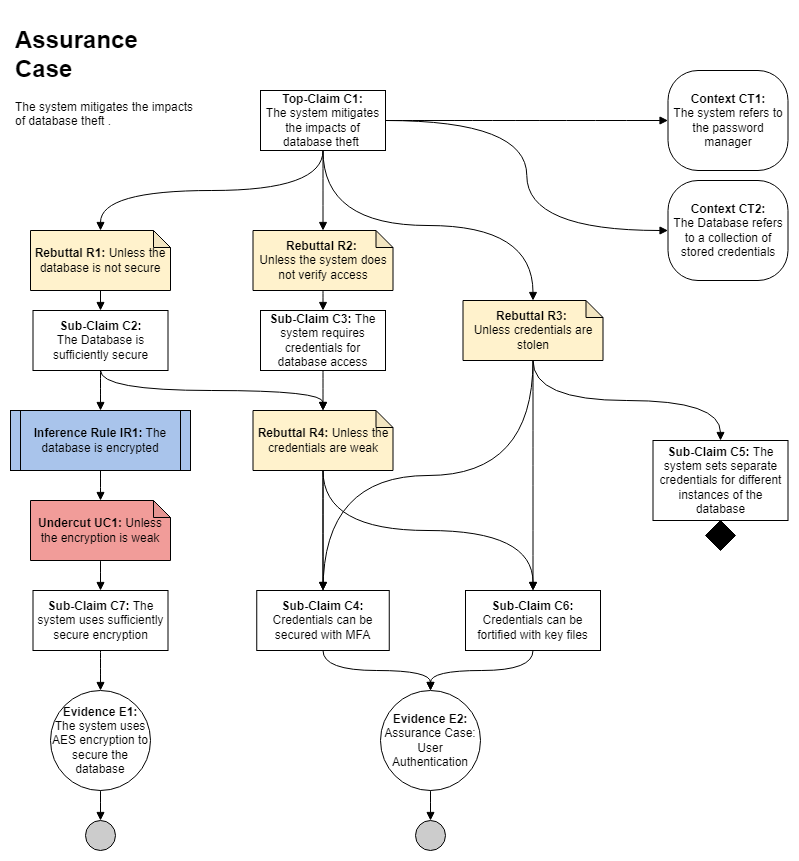 Assurance
Case
The system mitigates the impacts
of database theft .
Top-Claim C1:
The system mitigates
the impacts of
database theft
Context CT1:
The system refers to
the password
manager
Context CT2:
The Database refers
to a collection of
stored credentials
Rebuttal R1: Unless the
database is not secure
Rebuttal R2:
Unless the system does
not verify access
Rebuttal R3:
Unless credentials are
stolen
Sub-Claim C2:
The Database is
sufficiently secure
Sub-Claim C3: The
system requires
credentials for
database access
Inference Rule IR1: The
database is encrypted
Rebuttal R4: Unless the
credentials are weak
Sub-Claim C5: The
system sets separate
credentials for different
instances of the
database
Undercut UC1: Unless
the encryption is weak
Sub-Claim C7: The
system uses sufficiently
secure encryption
Sub-Claim C4:
Credentials can be
secured with MFA
Sub-Claim C6:
Credentials can be
fortified with key files
Evidence E1:
The system uses
AES encryption to
secure the
database
Evidence E2:
Assurance Case:
User
Authentication